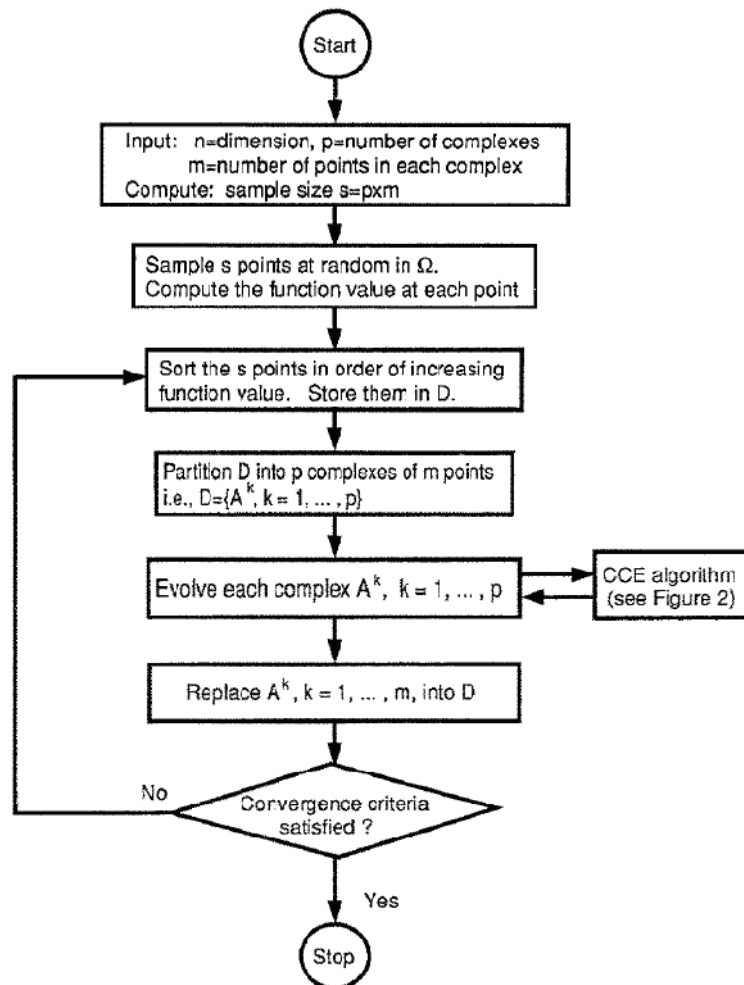 Start
Input: n=dimension, p=number of complexes
m=number of points in each complex
Compute: sample size s=pxm
Sample s points at random in Ω.
Compute the function value at each point
Sort the s points in order of increasing
function value. Store them in D.
Partition D into p complexes of m points
i.e., D={A^k, k = 1, ... , p}
Evolve each complex A^k, k = 1, ... , p
CCE algorithm
(see Figure 2)
Replace A^k, k = 1, ... , m, into D
No
Convergence criteria
satisfied ?
Yes
Stop